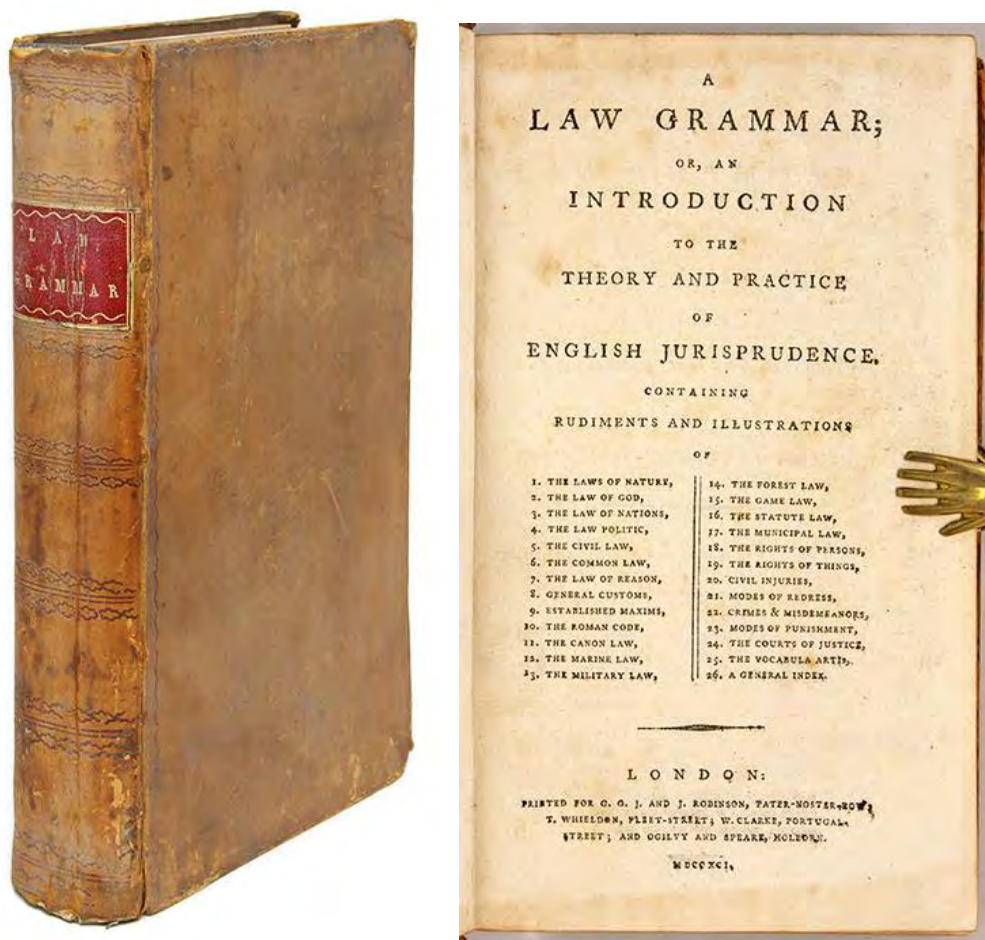 LAW
GRAMMAR
A
LAW GRAMMAR;
OR, AN
INTRODUCTION
TO THE
THEORY AND PRACTICE
OF
ENGLISH JURISPRUDENCE.
CONTAINING
RUDIMENTS AND ILLUSTRATIONS
OF
1. THE LAWS OF NATURE,
2. THE LAW OF GOD,
3. THE LAW OF NATIONS,
4. THE LAW POLITIC,
5. THE CIVIL LAW,
6. THE COMMON LAW,
7. THE LAW OF REASON,
8. GENERAL CUSTOMS,
9. ESTABLISHED MAXIMS,
10. THE ROMAN CODE,
11. THE CANON LAW,
12. THE MARINE LAW,
13. THE MILITARY LAW,
14. THE FOREST LAW,
15. THE GAME LAW,
16. THE STATUTE LAW,
17. THE MUNICIPAL LAW,
18. THE RIGHTS OF PERSONS,
19. THE RIGHTS OF THINGS,
20. CIVIL INJURIES,
21. MODES OF REDRESS,
22. CRIMES & MISDEMEANORS,
23. MODES OF PUNISHMENT,
24. THE COURTS OF JUSTICE,
25. THE VOCABULA ARTIS,
26. A GENERAL INDEX.
LONDON:
PRINTED FOR G. G. J. AND J. ROBINSON, PATER-NOSTER-ROW;
T. WHIELDON, FLEET-STREET; W. CLARKE, PORTUGAL-
STREET; AND OGILVY AND SPEARE, HOLBORN.
MDCCXCI.